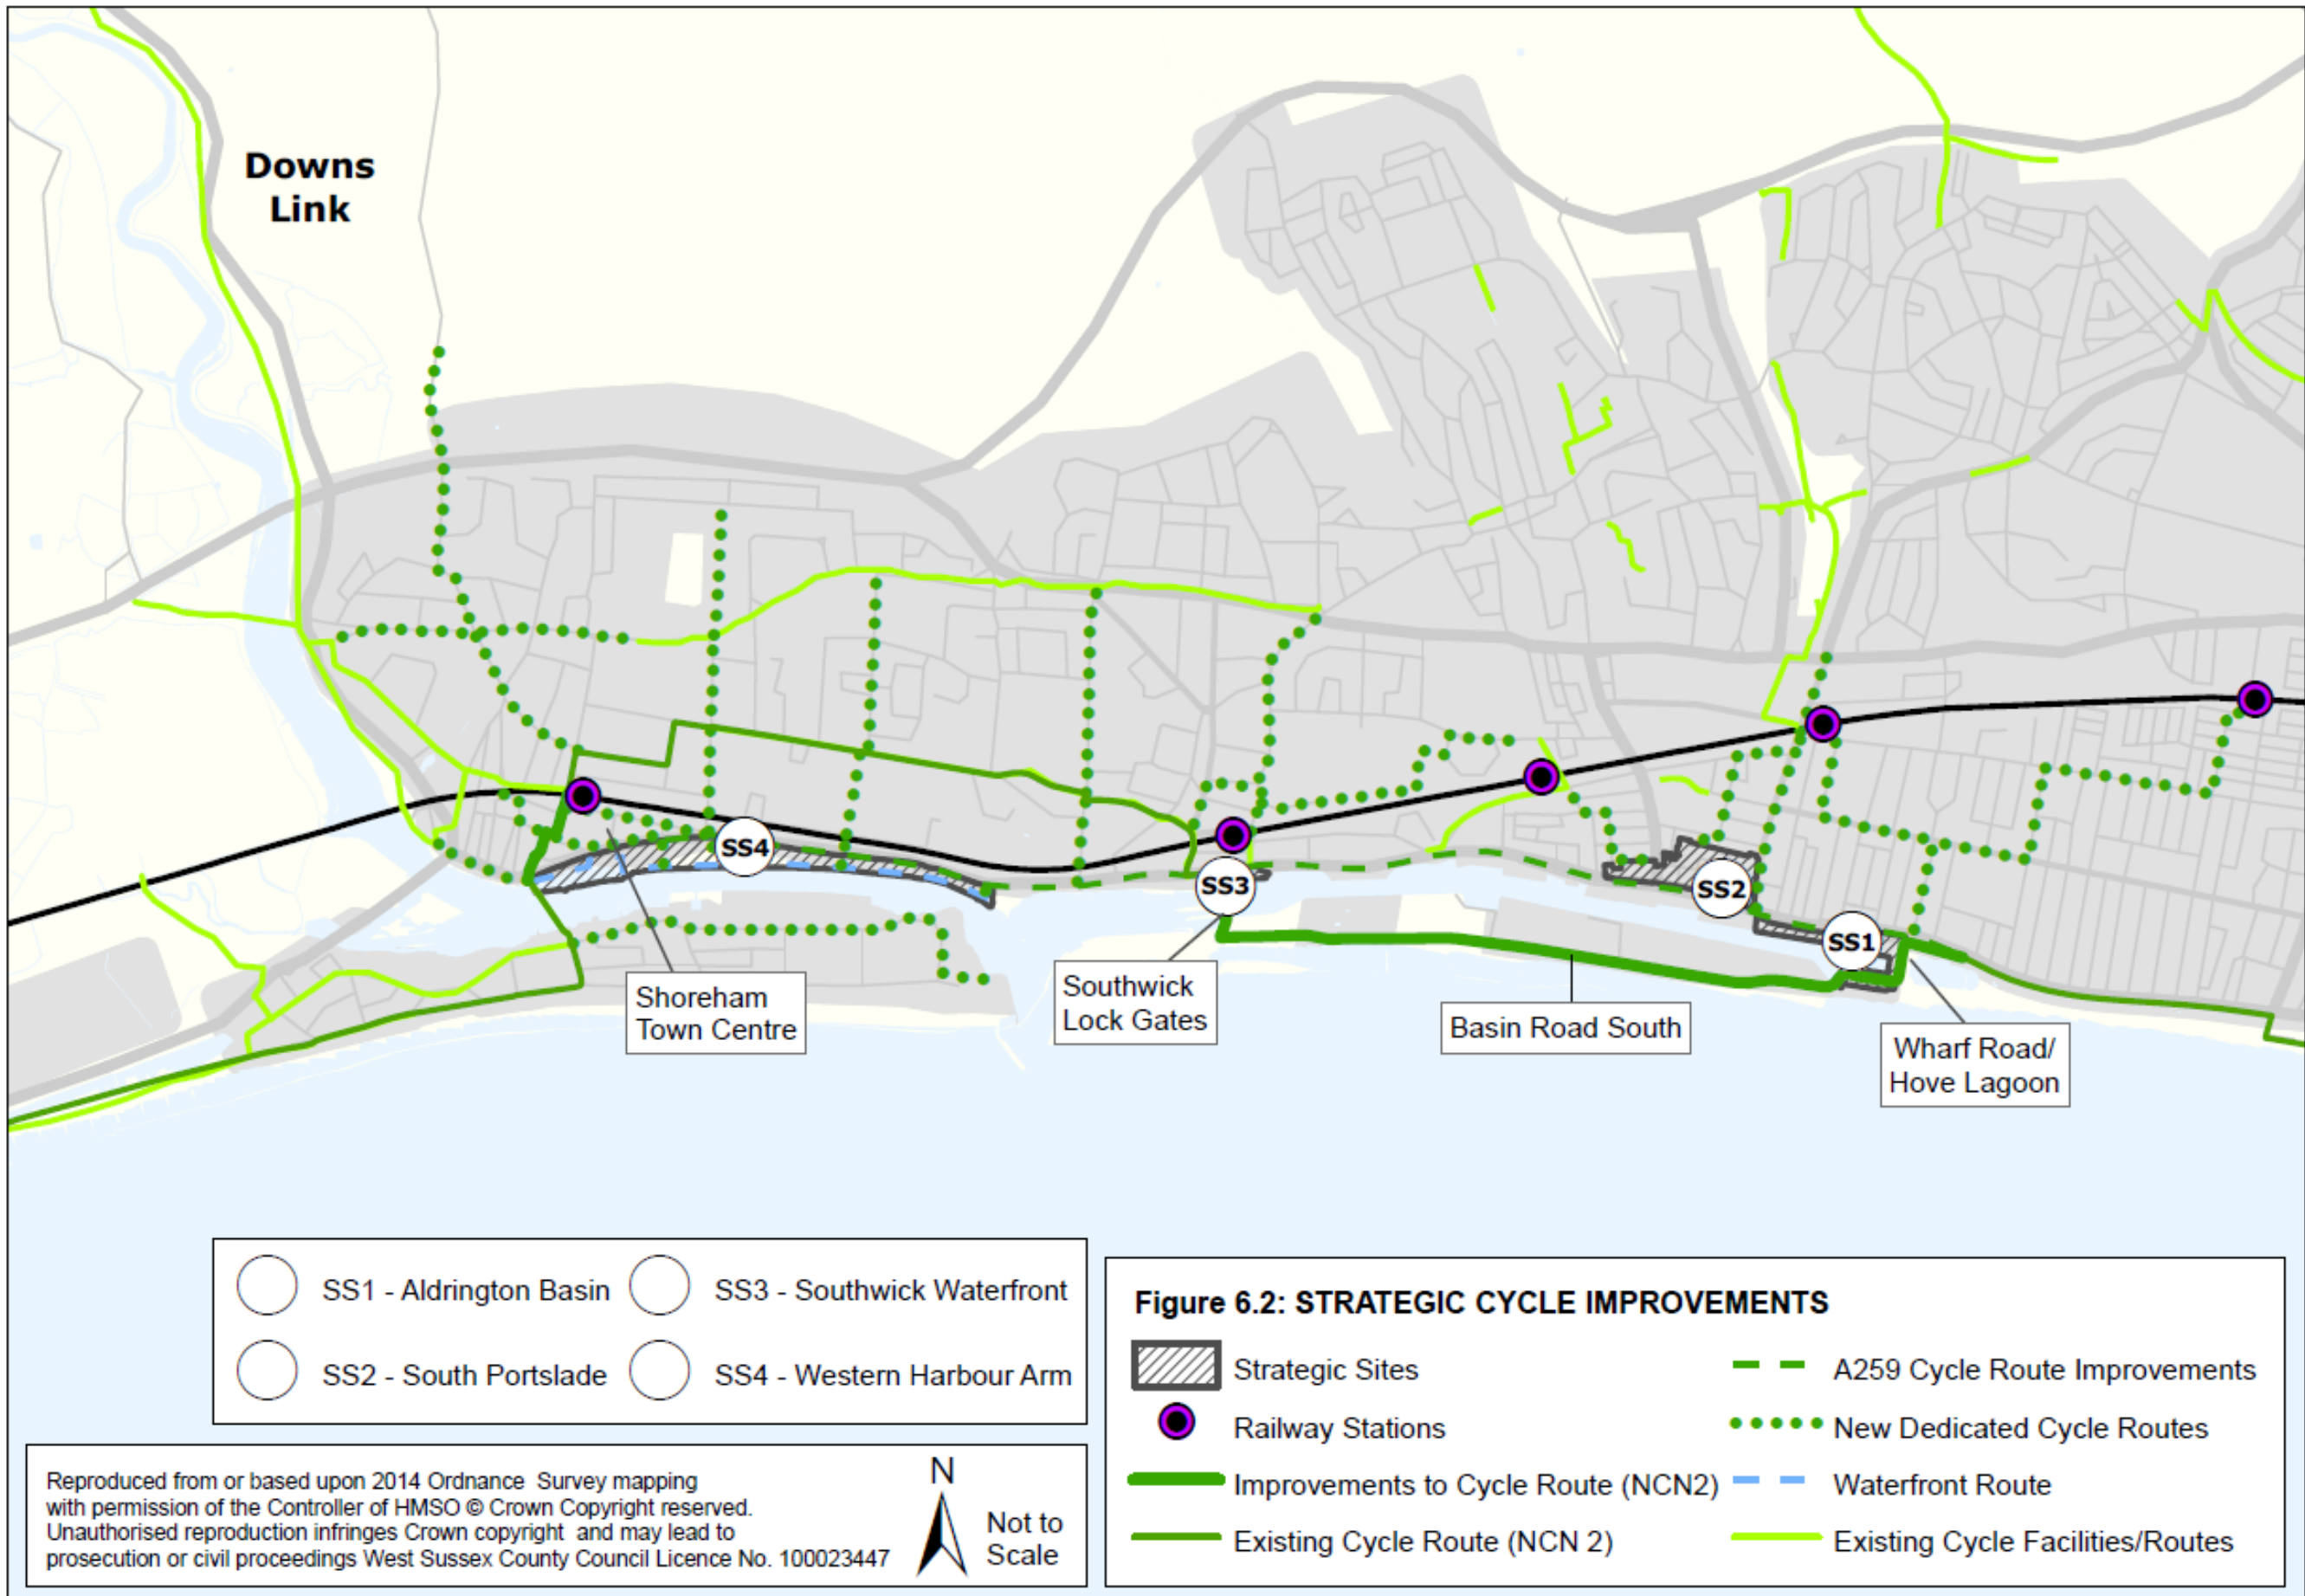 Downs
Link
SS4
SS3
SS2
SS1
Shoreham
Town Centre
Southwick
Lock Gates
Basin Road South
Wharf Road/
Hove Lagoon
SS1 - Aldrington Basin
SS3 - Southwick Waterfront
SS2 - South Portslade
SS4 - Western Harbour Arm
Reproduced from or based upon 2014 Ordnance Survey mapping
with permission of the Controller of HMSO © Crown Copyright reserved.
Unauthorised reproduction infringes Crown copyright and may lead to
prosecution or civil proceedings West Sussex County Council Licence No. 100023447
N
Not to
Scale
Figure 6.2: STRATEGIC CYCLE IMPROVEMENTS
Strategic Sites
Railway Stations
Improvements to Cycle Route (NCN2)
Existing Cycle Route (NCN 2)
A259 Cycle Route Improvements
New Dedicated Cycle Routes
Waterfront Route
Existing Cycle Facilities/Routes